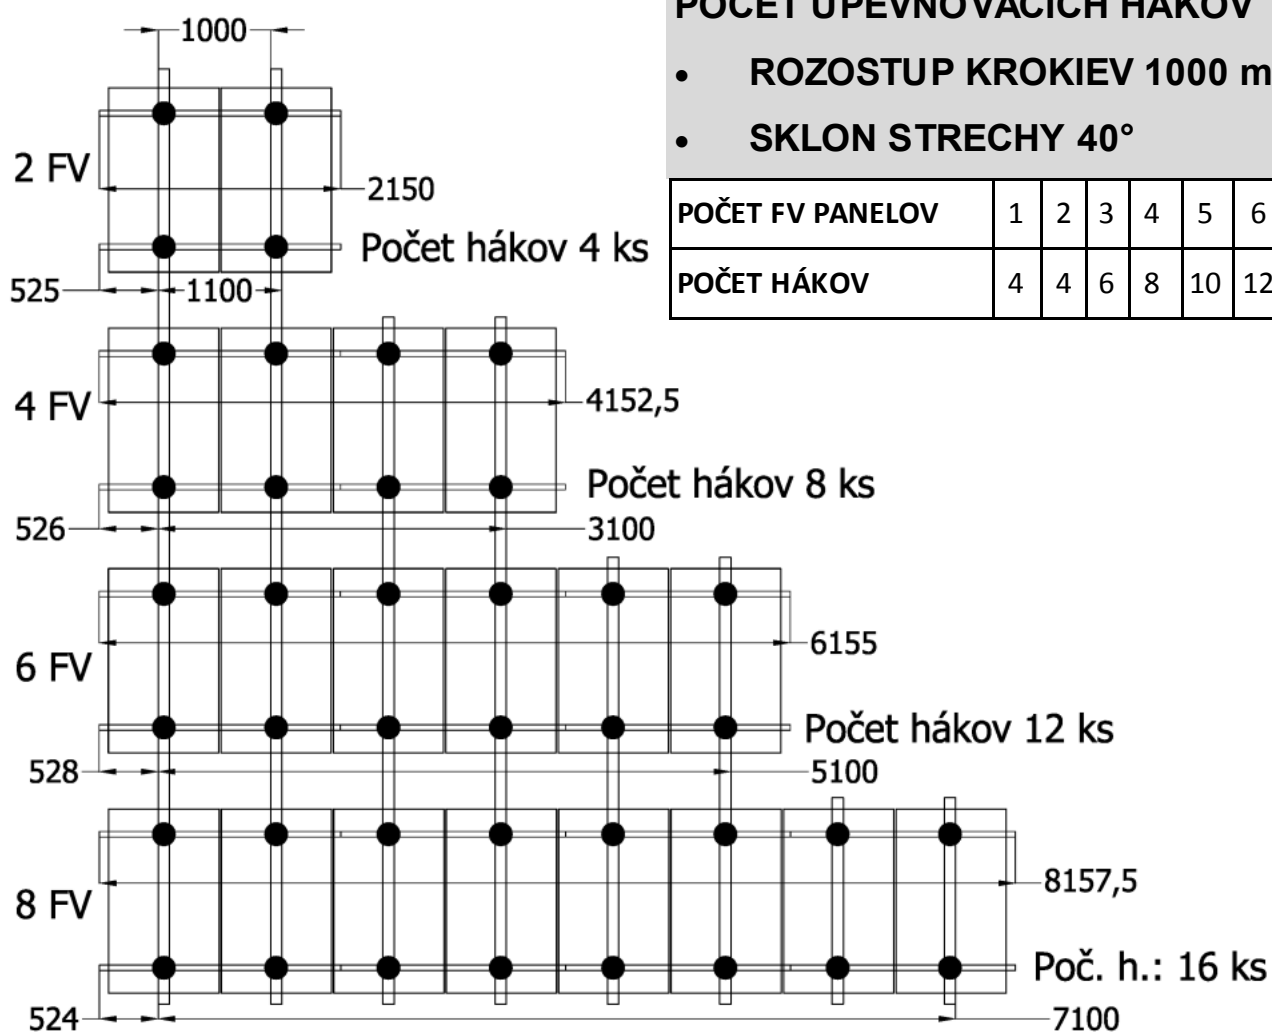 POČET UPEVŇOVACÍCH HÁKOV
• ROZOSTUP KROKIEV 1000 m
• SKLON STRECHY 40°
POČET FV PANELOV 1 2 3 4 5 6
POČET HÁKOV 4 4 6 8 10 12
1000
2 FV
2150
Počet hákov 4 ks
525
1100
4 FV
4152,5
Počet hákov 8 ks
526
3100
6 FV
6155
Počet hákov 12 ks
528
5100
8 FV
8157,5
Poč. h.: 16 ks
524
7100